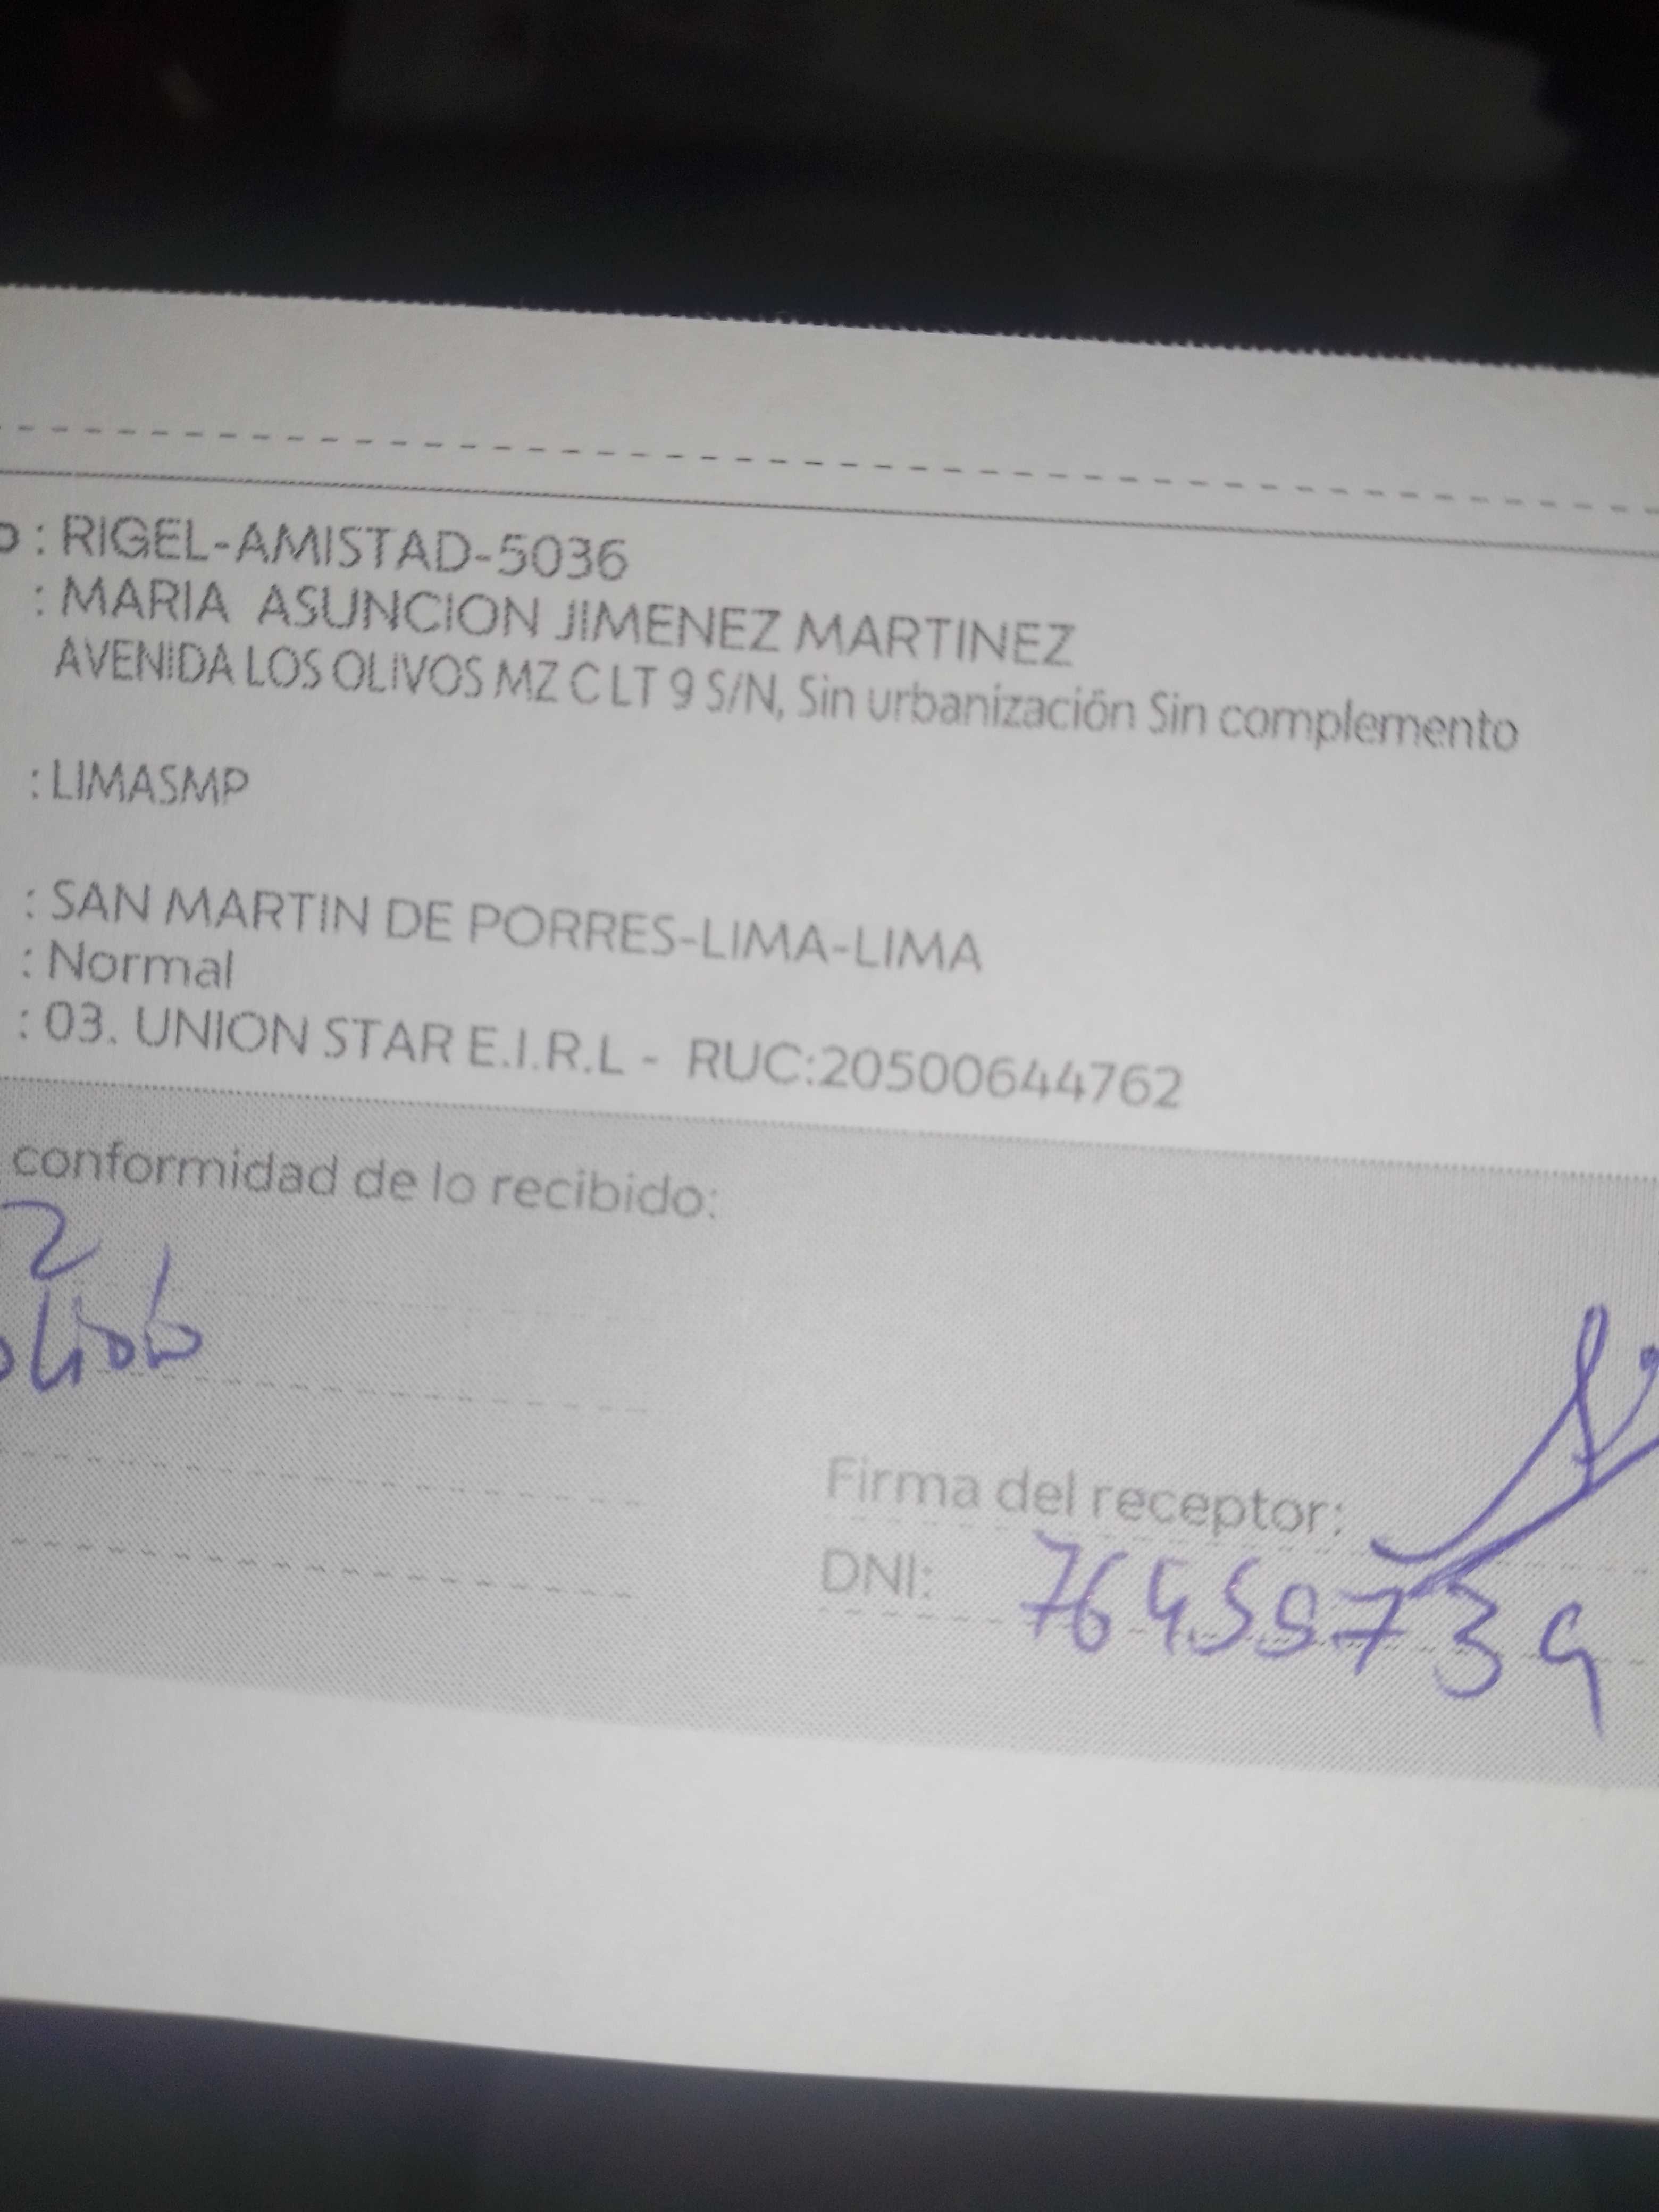 : RIGEL-AMISTAD-5036
: MARIA ASUNCION JIMENEZ MARTINEZ
AVENIDA LOS OLIVOS MZ C LT 9 S/N, Sin urbanización Sin complemento
: LIMASMP
: SAN MARTIN DE PORRES-LIMA-LIMA
: Normal
: 03. UNION STAR E.I.R.L - RUC:20500644762
conformidad de lo recibido:
2
Firma del receptor:
DNI: 76459739